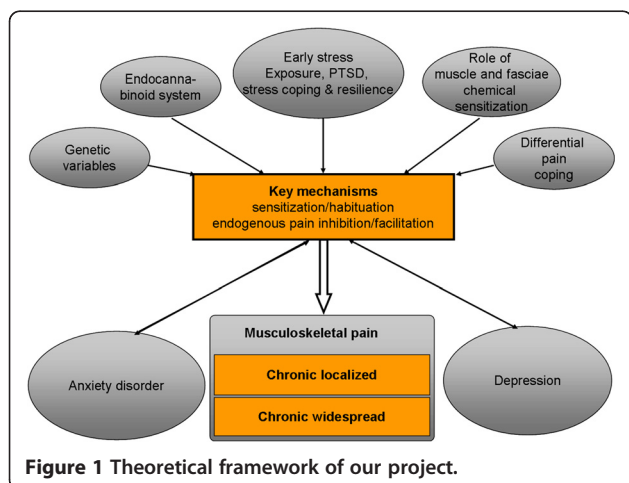 Early stress
Exposure, PTSD,
stress coping & resilience
Endocanna-
binoid system
Role of
muscle and fasciae
chemical
sensitization
Genetic
variables
Differential
pain
coping
Key mechanisms
sensitization/habituation
endogenous pain inhibition/facilitation
Musculoskeletal pain
Anxiety disorder
Chronic localized
Depression
Chronic widespread
Figure 1 Theoretical framework of our project.